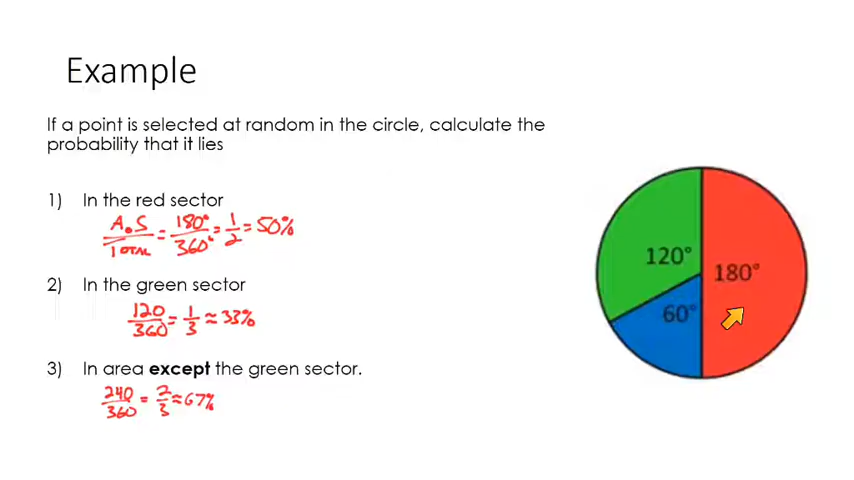 Example
If a point is selected at random in the circle, calculate the
probability that it lies
1) In the red sector
A.S/TOTAL = 180°/360° = 1/2 = 50%
2) In the green sector
120/360 = 1/3 ≈ 33%
3) In area except the green sector.
240/360 = 2/3 ≈ 67%
120°
180°
60°